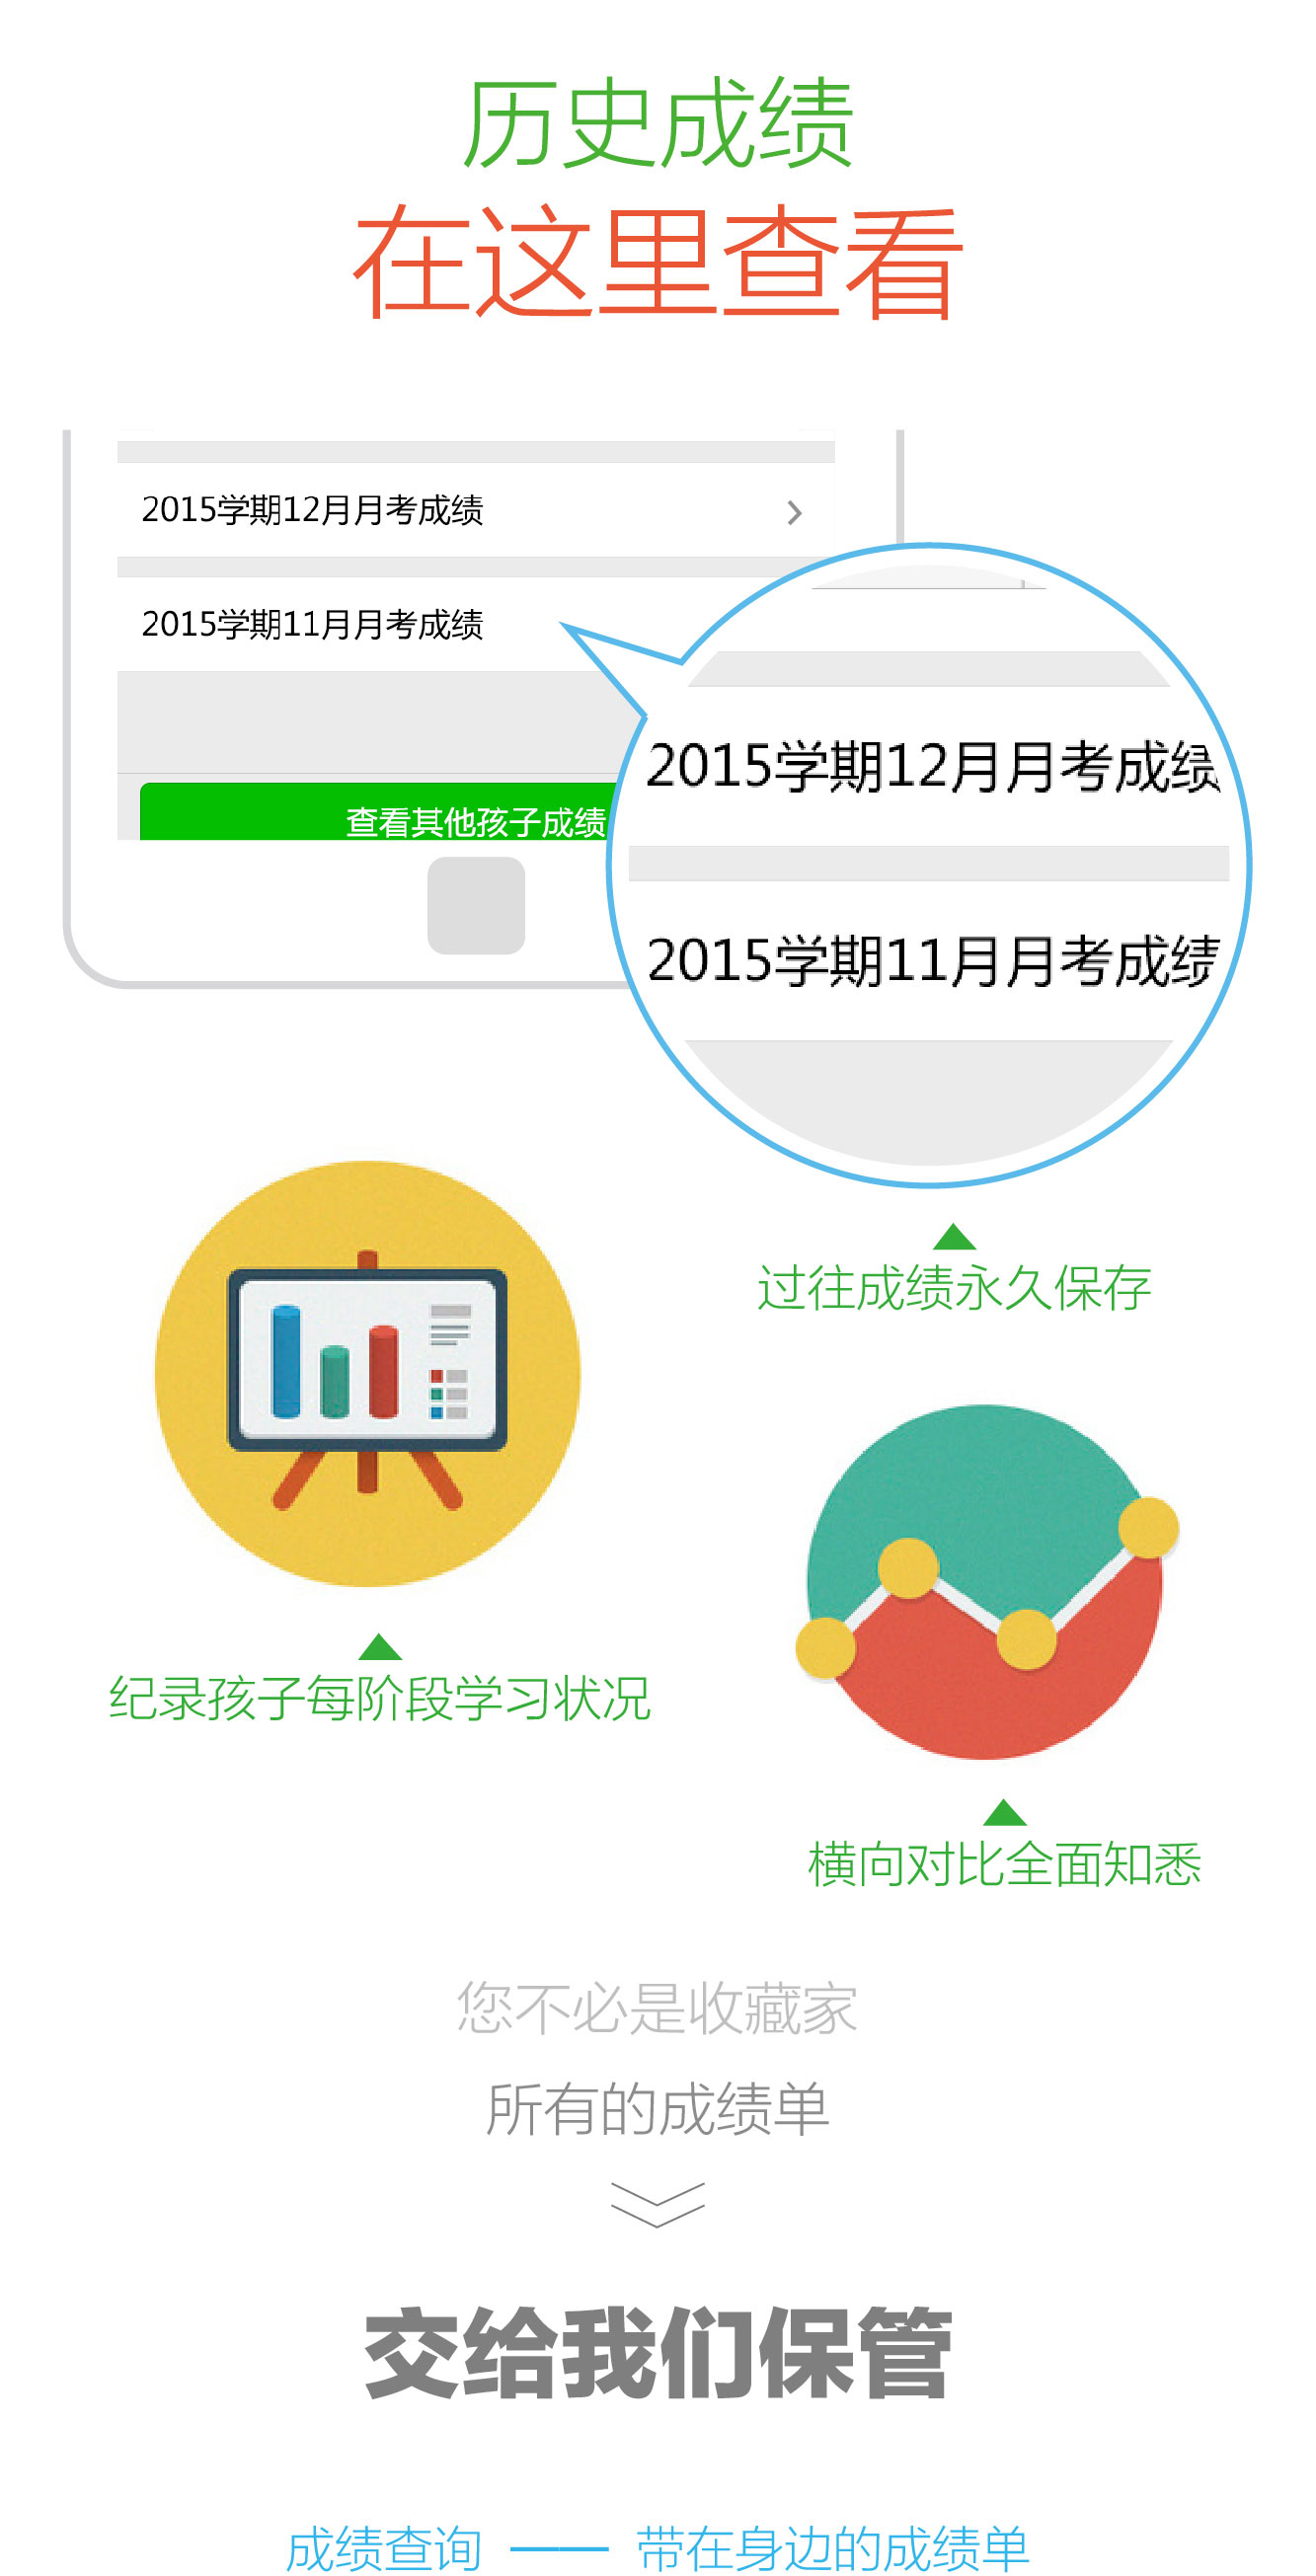 历史成绩
在这里查看
2015学期12月月考成绩
2015学期11月月考成绩
查看其他孩子成绩
2015学期12月月考成绩
2015学期11月月考成绩
过往成绩永久保存
纪录孩子每阶段学习状况
横向对比全面知悉
您不必是收藏家
所有的成绩单
交给我们保管
成绩查询 —— 带在身边的成绩单